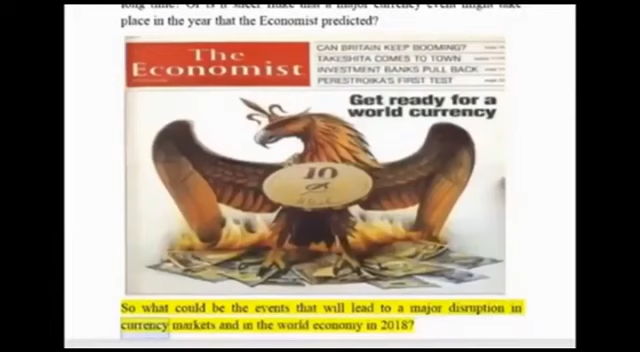 place in the year that the Economist predicted?
The
Economist
CAN BRITAIN KEEP BOOMING?
TAKESHITA COMES TO TOWN
INVESTMENT BANKS PULL BACK
PERESTROIKA'S FIRST TEST
Get ready for a
world currency
10
So what could be the events that will lead to a major disruption in
currency markets and in the world economy in 2018?